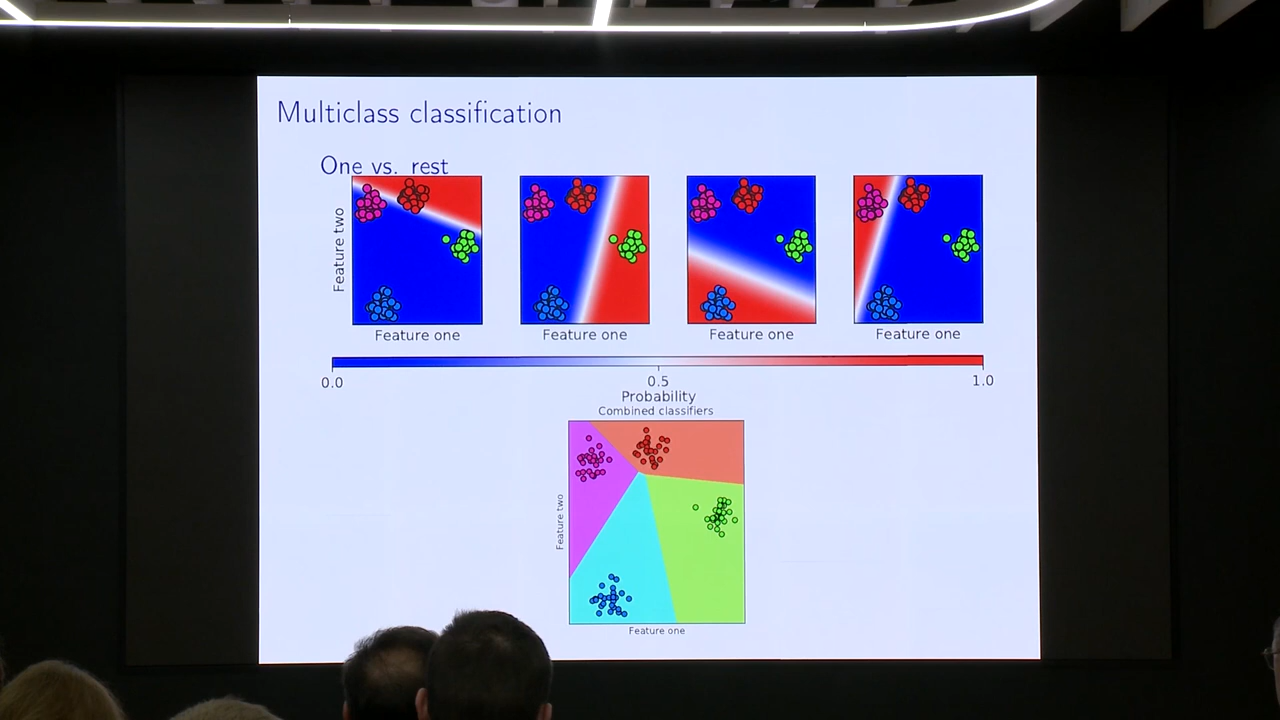 Multiclass classification
One vs. rest
Feature two
Feature one
Feature one
Feature one
Feature one
0.0
0.5
1.0
Probability
Combined classifiers
Feature two
Feature one